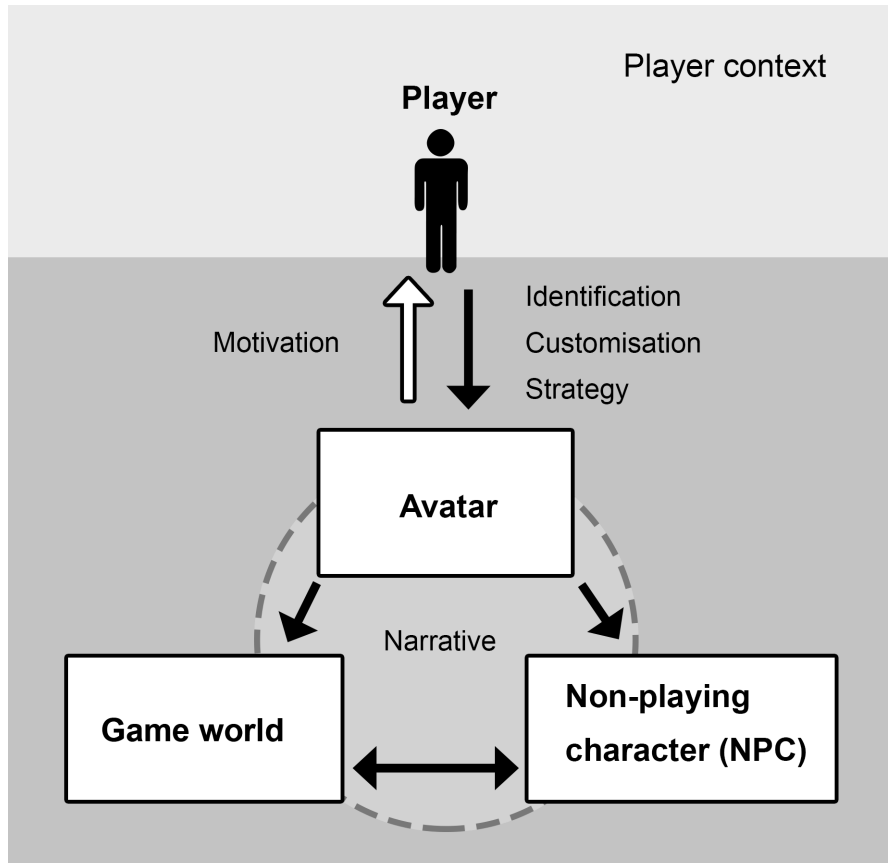 Player context
Player
Identification
Motivation
Customisation
Strategy
Avatar
Narrative
Game world
Non-playing
character (NPC)